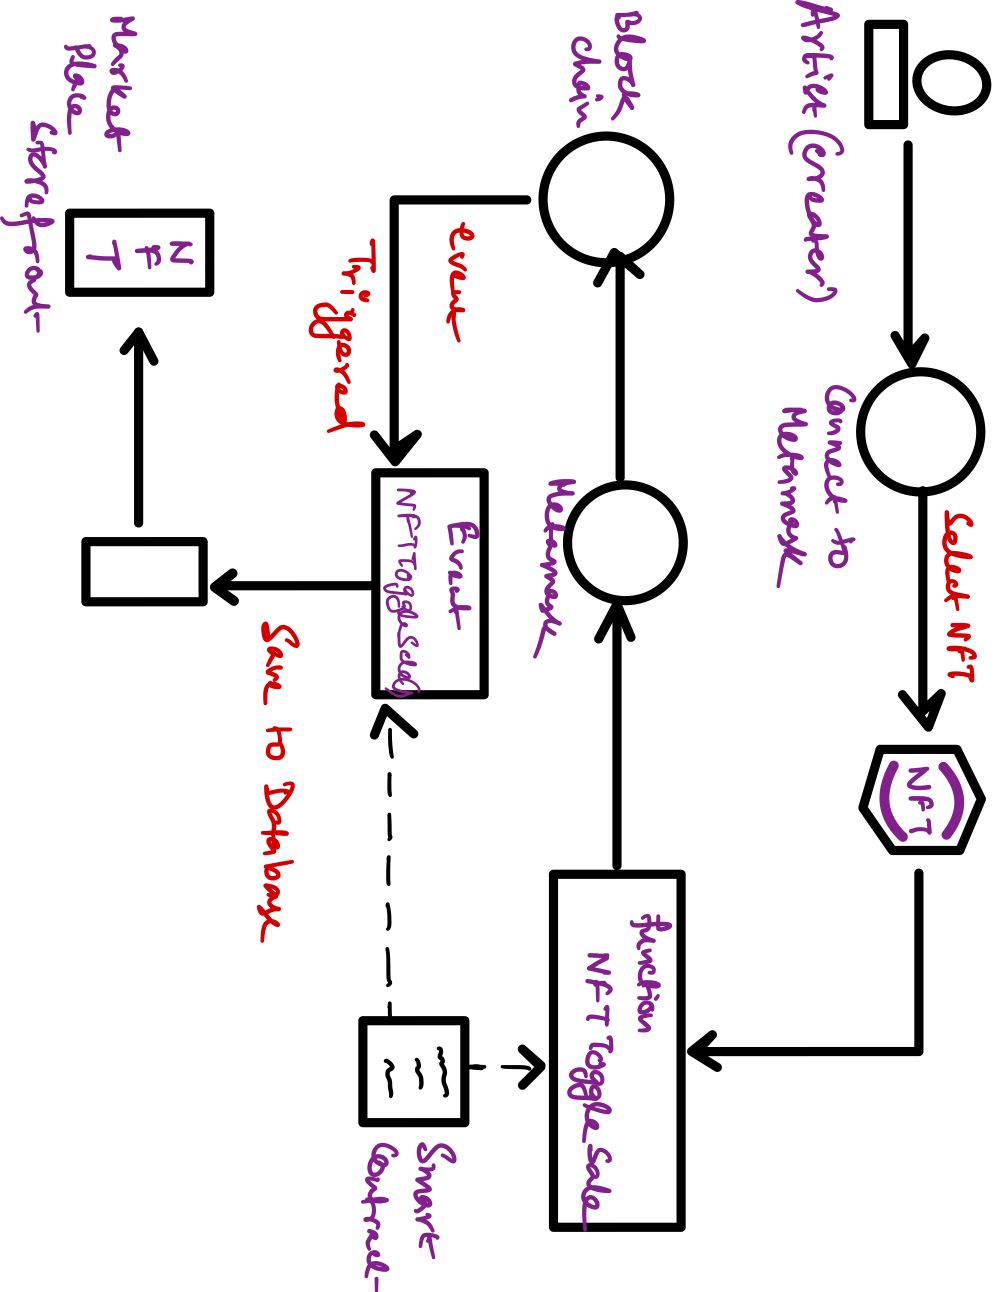 Artist (Creater)
Connect to
Metamask
Select NFT
(NFT)
function
NFTToggleSale
Metamask
Block
chain
event
Triggered
Event
NFTToggleSale()
Smart
Contract
Save to Database
NFT
Market
Place
Storefront